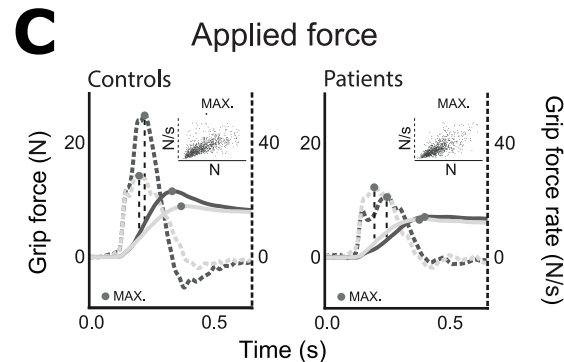 C
Applied force
Controls
Patients
Grip force (N)
20
0
MAX.
N/s
N
40
0
MAX.
0.0
0.5
20
0
MAX.
N/s
N
40
0
MAX.
0.0
0.5
Grip force rate (N/s)
Time (s)